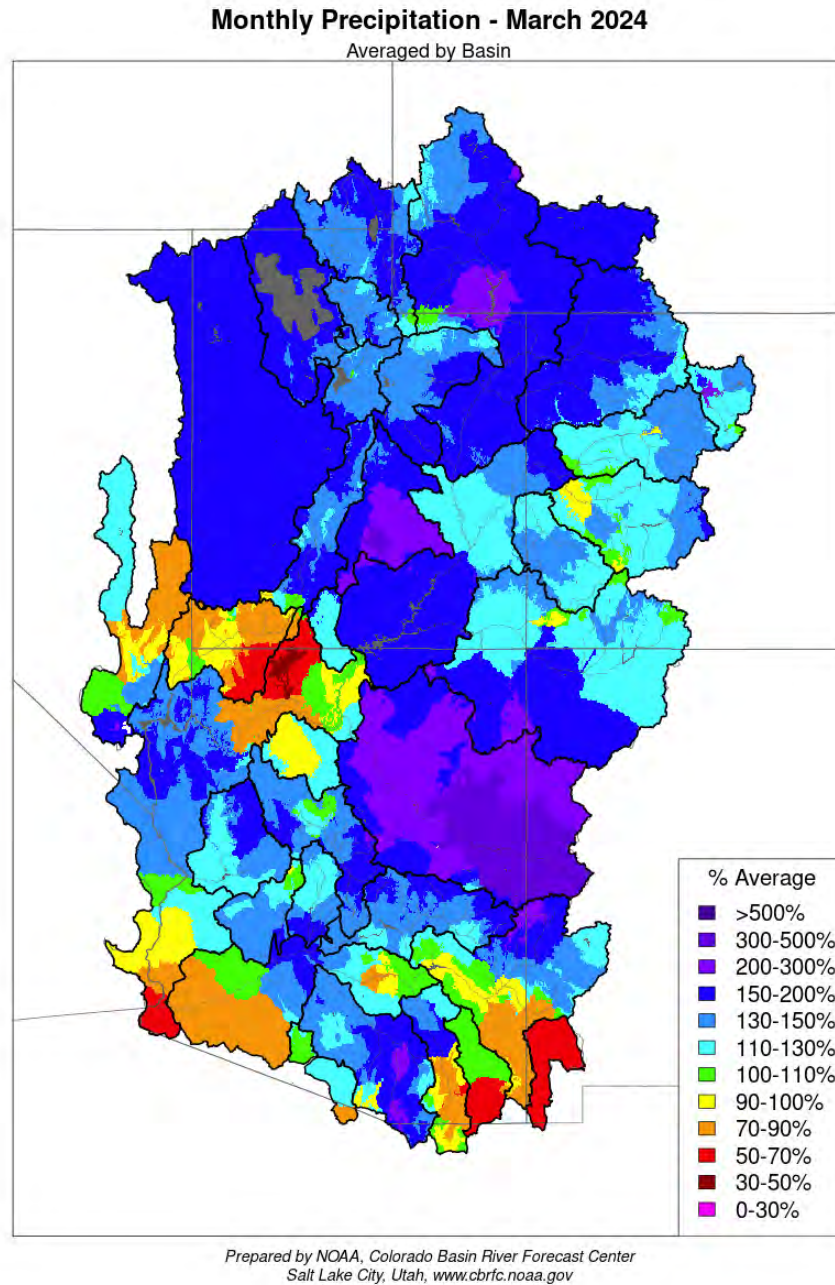 Monthly Precipitation - March 2024
Averaged by Basin
% Average
>500%
300-500%
200-300%
150-200%
130-150%
110-130%
100-110%
90-100%
70-90%
50-70%
30-50%
0-30%
Prepared by NOAA, Colorado Basin River Forecast Center
Salt Lake City, Utah, www.cbrfc.noaa.gov